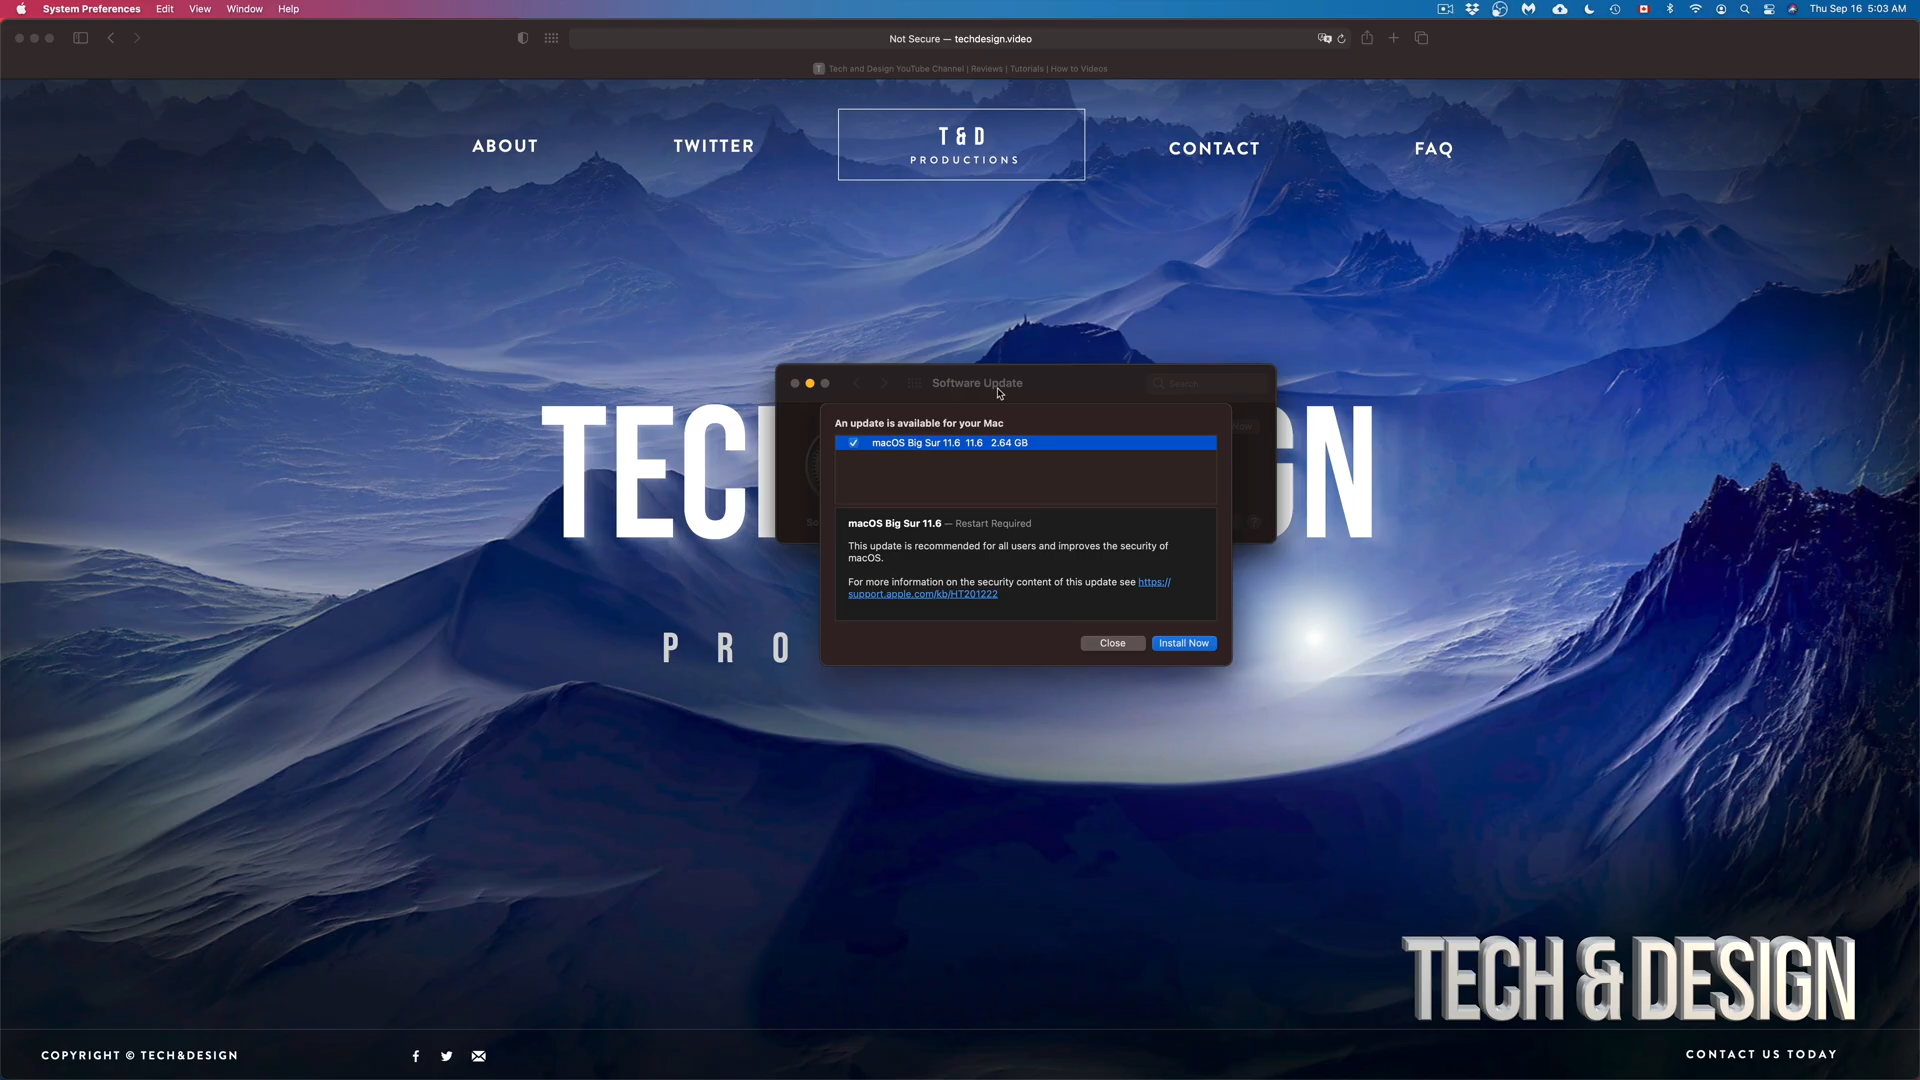 System Preferences Edit View Window Help
Thu Sep 16 5:03 AM
Not Secure — techdesign.video
T Tech and Design YouTube Channel | Reviews | Tutorials | How to Videos
ABOUT
TWITTER
T & D
PRODUCTIONS
CONTACT
FAQ
Software Update
Search
An update is available for your Mac
macOS Big Sur 11.6 11.6 2.64 GB
Now
TEC
GN
macOS Big Sur 11.6 — Restart Required
This update is recommended for all users and improves the security of
macOS.
For more information on the security content of this update see https://
support.apple.com/kb/HT201222
Close
Install Now
PRO
TECH & DESIGN
COPYRIGHT © TECH&DESIGN
CONTACT US TODAY